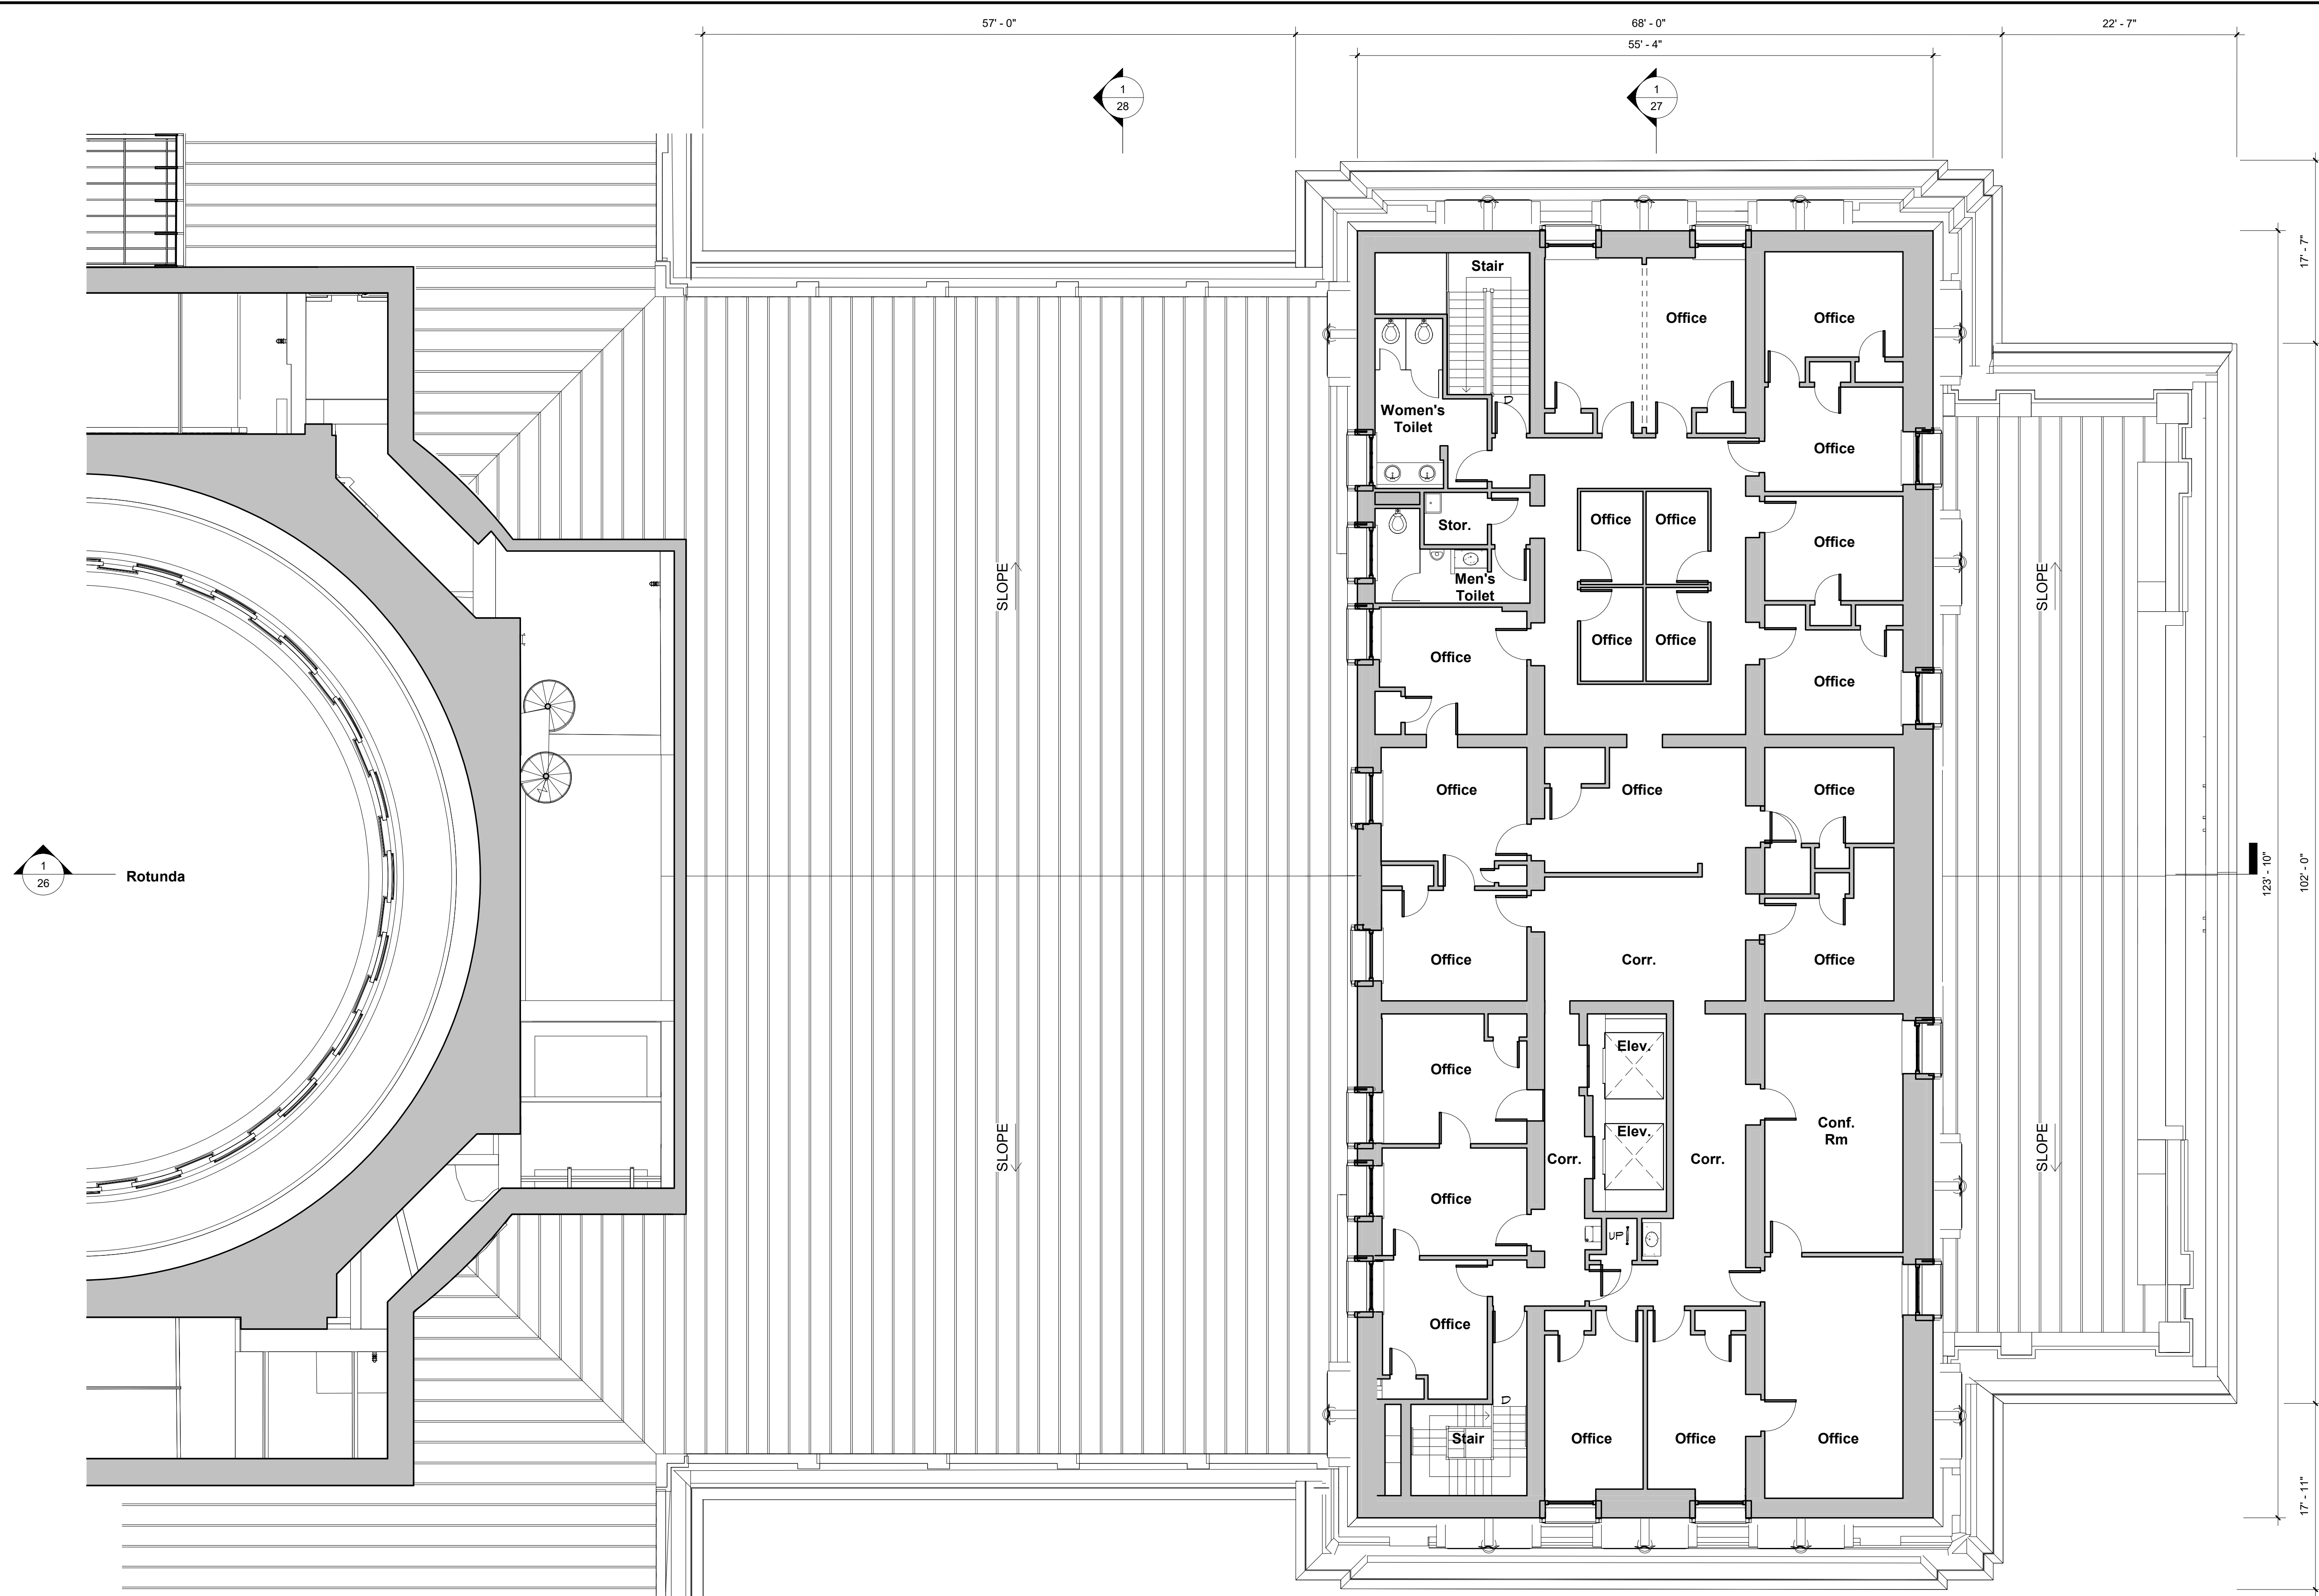 57' - 0"
68' - 0"
22' - 7"
55' - 4"
1
28
1
27
17' - 7"
Stair
Office
Office
D
Women's
Toilet
Office
Office
Office
Stor.
Office
SLOPE
SLOPE
Men's
Toilet
Office
Office
Office
Office
Office
Office
Office
Office
1
26
Rotunda
123' - 10"
102' - 0"
Office
Corr.
Office
Elev.
Office
Conf.
Rm
Elev.
SLOPE
SLOPE
Corr.
Corr.
Office
UP
Office
D
Stair
Office
Office
Office
17' - 11"